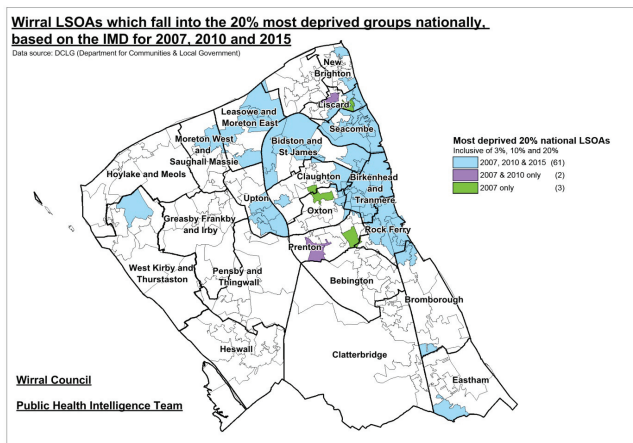 Wirral LSOAs which fall into the 20% most deprived groups nationally,
based on the IMD for 2007, 2010 and 2015
Data source: DCLG (Department for Communities & Local Government)
New
Brighton
Liscard
Leasowe and
Moreton East
Seacombe
Moreton West
and
Saughall Massie
Bidston and
St James
Hoylake and Meols
Claughton
Birkenhead
and
Tranmere
Upton
Oxton
Greasby Frankby
and Irby
Rock Ferry
Prenton
West Kirby and
Thurstaston
Pensby and
Thingwall
Bebington
Bromborough
Heswall
Clatterbridge
Eastham
Most deprived 20% national LSOAs
Inclusive of 3%, 10% and 20%
2007, 2010 & 2015 (61)
2007 & 2010 only (2)
2007 only (3)
Wirral Council
Public Health Intelligence Team